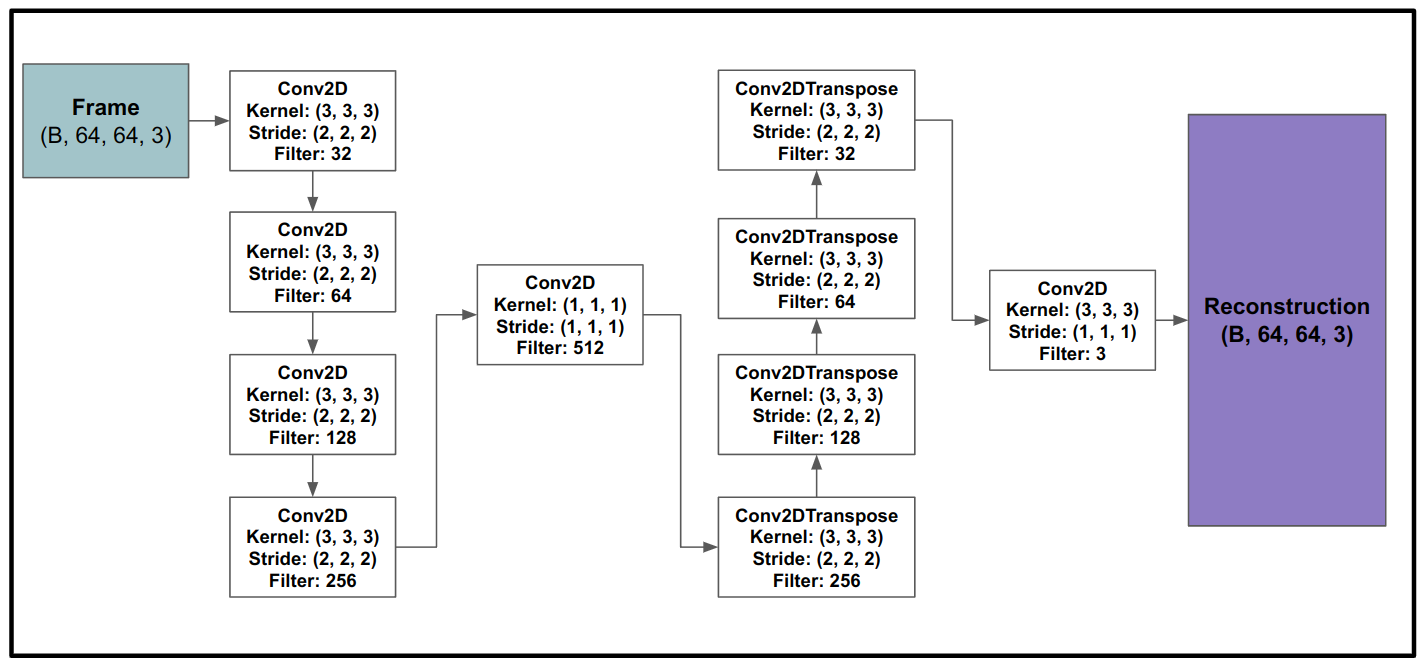 Frame
(B, 64, 64, 3)
Conv2D
Kernel: (3, 3, 3)
Stride: (2, 2, 2)
Filter: 32
Conv2D
Kernel: (3, 3, 3)
Stride: (2, 2, 2)
Filter: 64
Conv2D
Kernel: (3, 3, 3)
Stride: (2, 2, 2)
Filter: 128
Conv2D
Kernel: (3, 3, 3)
Stride: (2, 2, 2)
Filter: 256
Conv2D
Kernel: (1, 1, 1)
Stride: (1, 1, 1)
Filter: 512
Conv2DTranspose
Kernel: (3, 3, 3)
Stride: (2, 2, 2)
Filter: 32
Conv2DTranspose
Kernel: (3, 3, 3)
Stride: (2, 2, 2)
Filter: 64
Conv2DTranspose
Kernel: (3, 3, 3)
Stride: (2, 2, 2)
Filter: 128
Conv2DTranspose
Kernel: (3, 3, 3)
Stride: (2, 2, 2)
Filter: 256
Conv2D
Kernel: (3, 3, 3)
Stride: (1, 1, 1)
Filter: 3
Reconstruction
(B, 64, 64, 3)